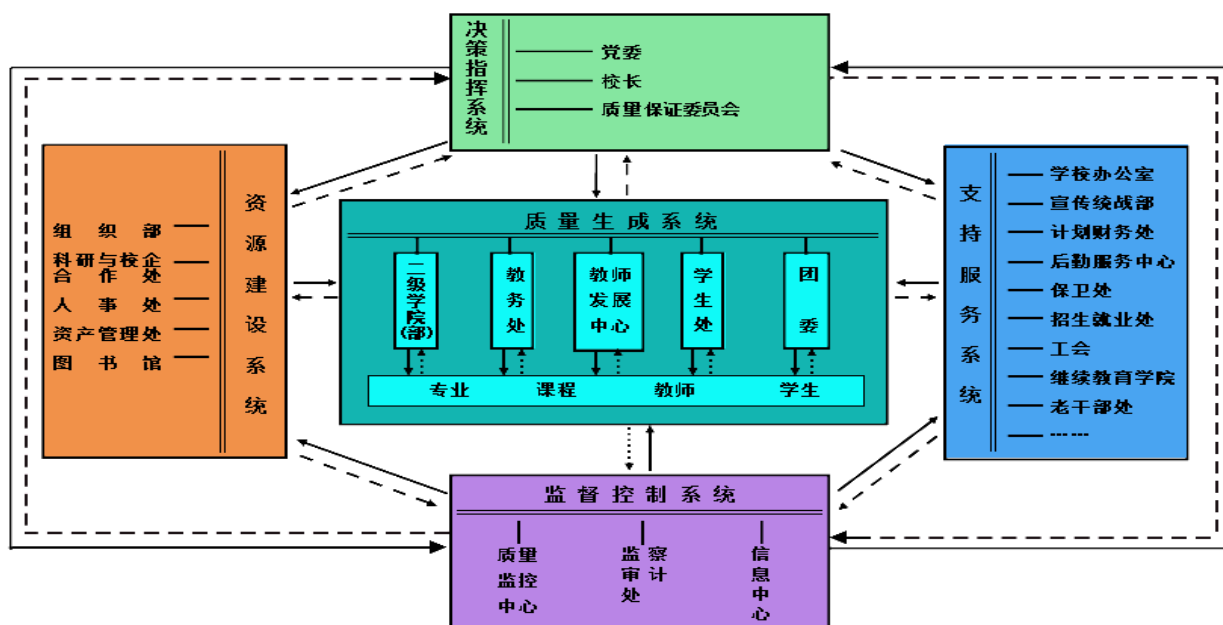 决策指挥系统
党委
校长
质量保证委员会
资源建设系统
组织部
科研与校企
合作处
人事处
资产管理处
图书馆
质量生成系统
二级学院(部)
教务处
教师
发展
中心
学生处
团委
专业 课程 教师 学生
支持服务系统
学校办公室
宣传统战部
计划财务处
后勤服务中心
保卫处
招生就业处
工会
继续教育学院
老干部处
……
监督控制系统
质量
监控
中心
监察
审计
处
信息中心